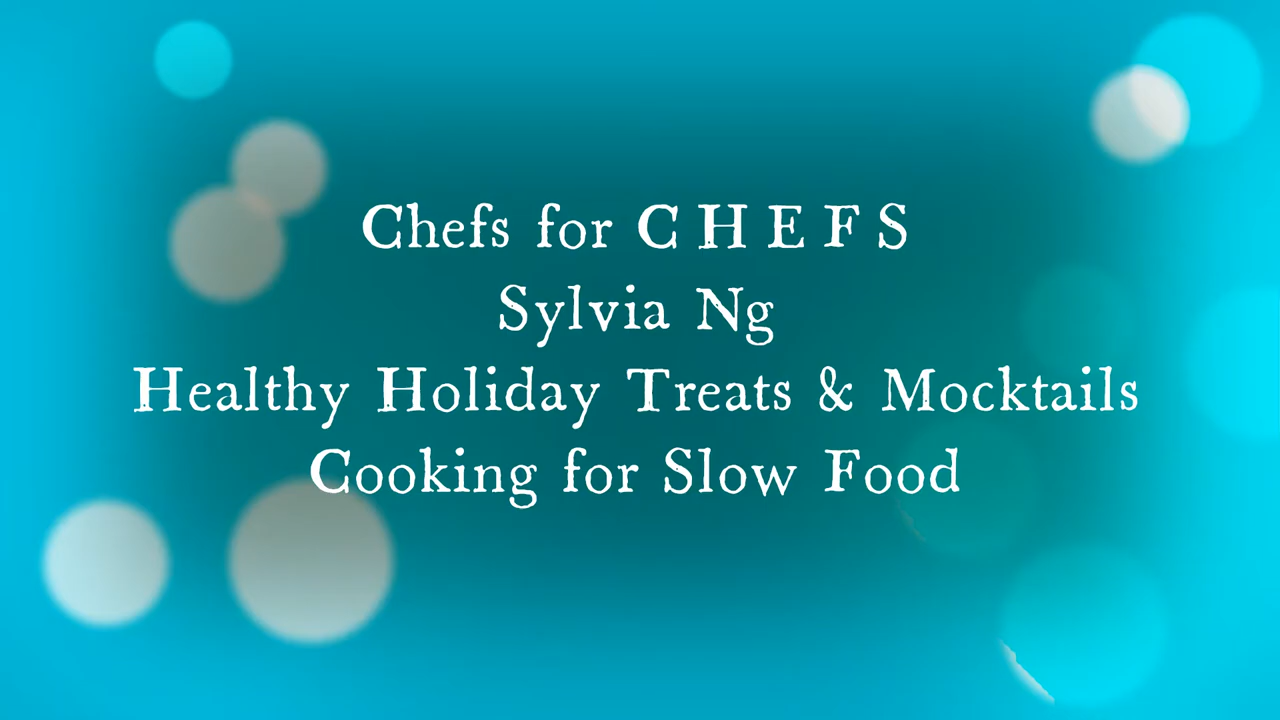 Chefs for C H E F S
Sylvia Ng
Healthy Holiday Treats & Mocktails
Cooking for Slow Food